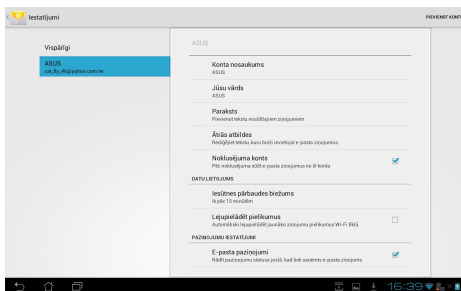 Iestatījumi
PIEVIENOT KONTU
Vispārīgi
ASUS
cat_fly_46@yahoo.com.tw
ASUS
Konta nosaukums
ASUS
Jūsu vārds
ASUS
Paraksts
Pievienot tekstu nosūtītajiem ziņojumiem
Ātrās atbildes
Rediģējiet tekstu, kuru bieži ievietojat e-pasta ziņojumos.
Noklusējuma konts
Pēc noklusējuma sūtīt e-pasta ziņojumus no šī konta
DATU LIETOJUMS
Iesūtnes pārbaudes biežums
Ik pēc 15 minūtēm
Lejupielādēt pielikumus
Automātiski lejupielādēt jaunāko ziņojumu pielikumus Wi-Fi tīklā
PAZIŅOJUMU IESTATĪJUMI
E-pasta paziņojumi
Rādīt paziņojumu statusa joslā, kad tiek saņemts e-pasta ziņojums
16:39